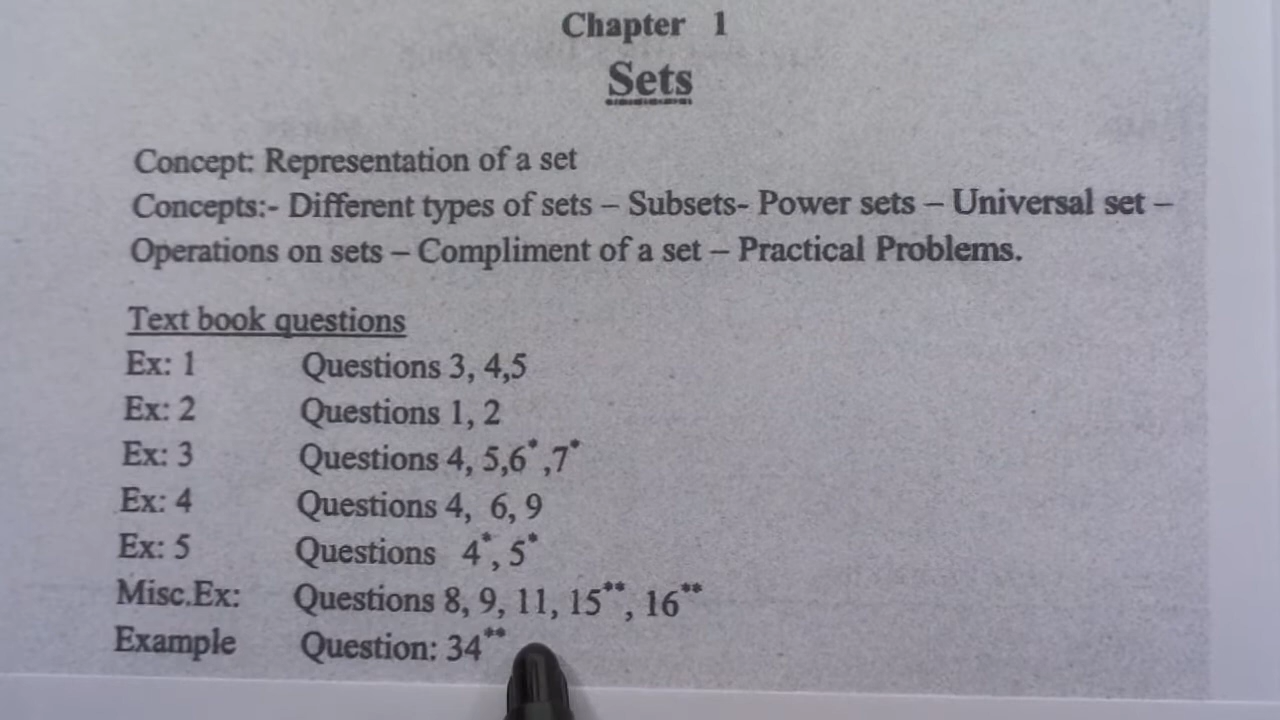 Chapter 1
Sets
Concept: Representation of a set
Concepts:- Different types of sets – Subsets- Power sets – Universal set –
Operations on sets – Compliment of a set – Practical Problems.
Text book questions
Ex: 1 Questions 3, 4,5
Ex: 2 Questions 1, 2
Ex: 3 Questions 4, 5,6*,7*
Ex: 4 Questions 4, 6, 9
Ex: 5 Questions 4*, 5*
Misc.Ex: Questions 8, 9, 11, 15**, 16**
Example Question: 34**